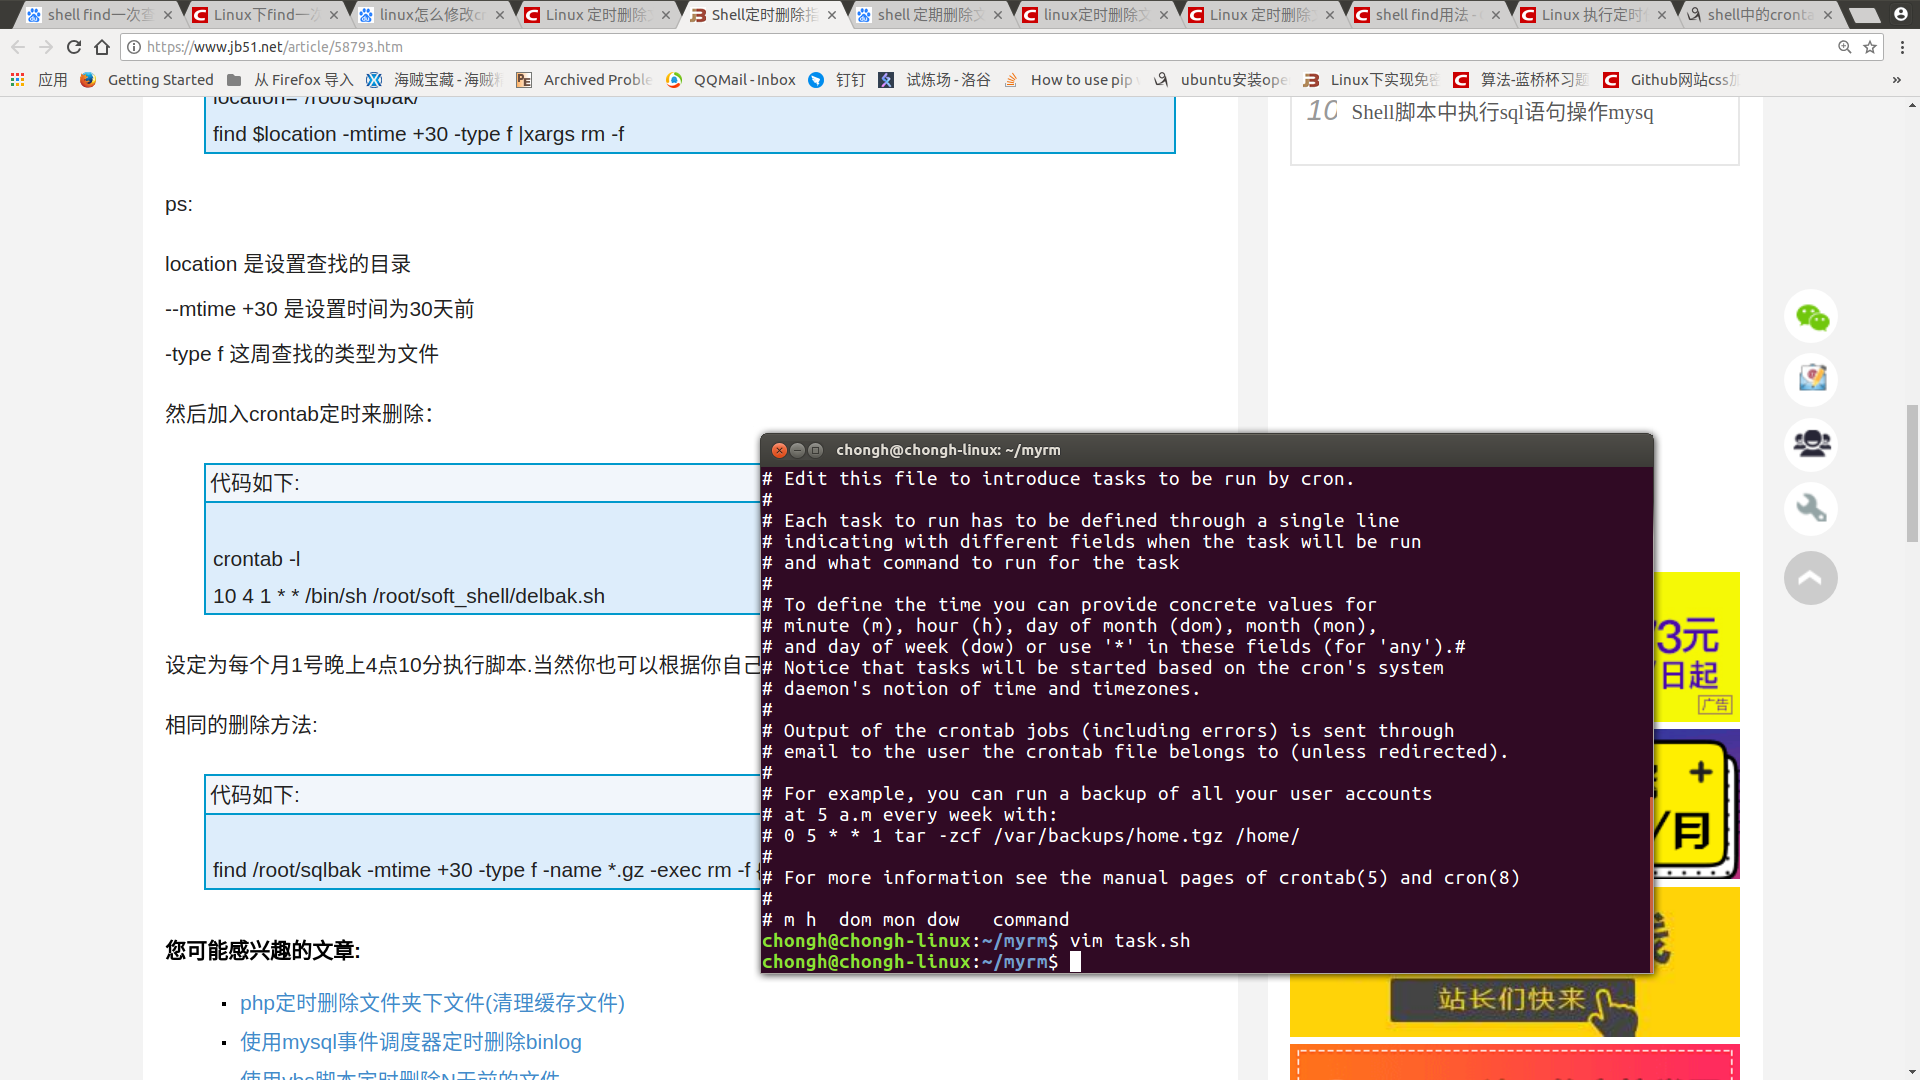 shell find一次查
Linux下find一次
linux怎么修改cr
Linux 定时删除文
Shell定时删除指
shell 定期删除文
linux定时删除文
Linux 定时删除
shell find用法 -
Linux 执行定时任
shell中的cronta
https://www.jb51.net/article/58793.htm
应用
Getting Started
从 Firefox 导入
海贼宝藏 - 海贼
Archived Proble
QQMail - Inbox
钉钉
试炼场 - 洛谷
How to use pip
ubuntu安装ope
Linux下实现免密
算法-蓝桥杯习题
Github网站css加
»
location="/root/sqlbak/"
find $location -mtime +30 -type f |xargs rm -f
10 Shell脚本中执行sql语句操作mysq
ps:
location 是设置查找的目录
--mtime +30 是设置时间为30天前
-type f 这周查找的类型为文件
然后加入crontab定时来删除：
代码如下:
crontab -l
10 4 1 * * /bin/sh /root/soft_shell/delbak.sh
设定为每个月1号晚上4点10分执行脚本.当然你也可以根据你自己
相同的删除方法:
代码如下:
find /root/sqlbak -mtime +30 -type f -name *.gz -exec rm -f {
您可能感兴趣的文章:
php定时删除文件夹下文件(清理缓存文件)
使用mysql事件调度器定时删除binlog
使用vbs脚本定时删除N天前的文件
chongh@chongh-linux: ~/myrm
# Edit this file to introduce tasks to be run by cron.
#
# Each task to run has to be defined through a single line
# indicating with different fields when the task will be run
# and what command to run for the task
#
# To define the time you can provide concrete values for
# minute (m), hour (h), day of month (dom), month (mon),
# and day of week (dow) or use '*' in these fields (for 'any').#
# Notice that tasks will be started based on the cron's system
# daemon's notion of time and timezones.
#
# Output of the crontab jobs (including errors) is sent through
# email to the user the crontab file belongs to (unless redirected).
#
# For example, you can run a backup of all your user accounts
# at 5 a.m every week with:
# 0 5 * * 1 tar -zcf /var/backups/home.tgz /home/
#
# For more information see the manual pages of crontab(5) and cron(8)
#
# m h  dom mon dow   command
chongh@chongh-linux:~/myrm$ vim task.sh
chongh@chongh-linux:~/myrm$
3元
/日起
广告
+
/月
站长们快来